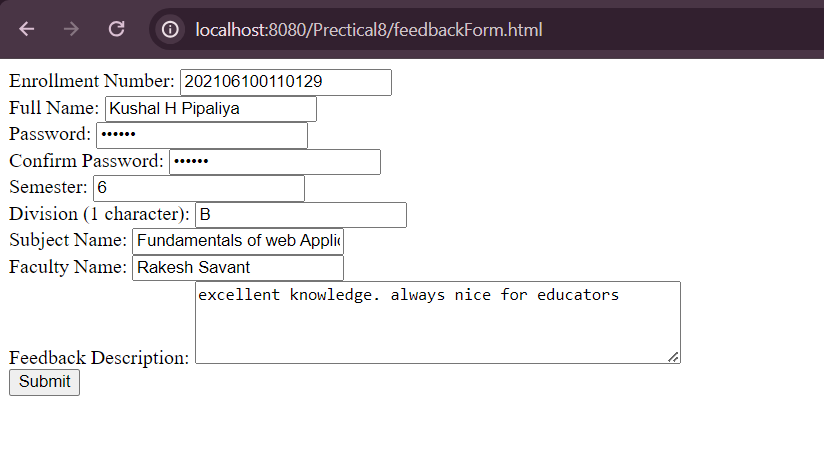 localhost:8080/Prectical8/feedbackForm.html
Enrollment Number: 202106100110129
Full Name: Kushal H Pipaliya
Password: ••••••
Confirm Password: ••••••
Semester: 6
Division (1 character): B
Subject Name: Fundamentals of web Applic
Faculty Name: Rakesh Savant
excellent knowledge. always nice for educators
Feedback Description:
Submit